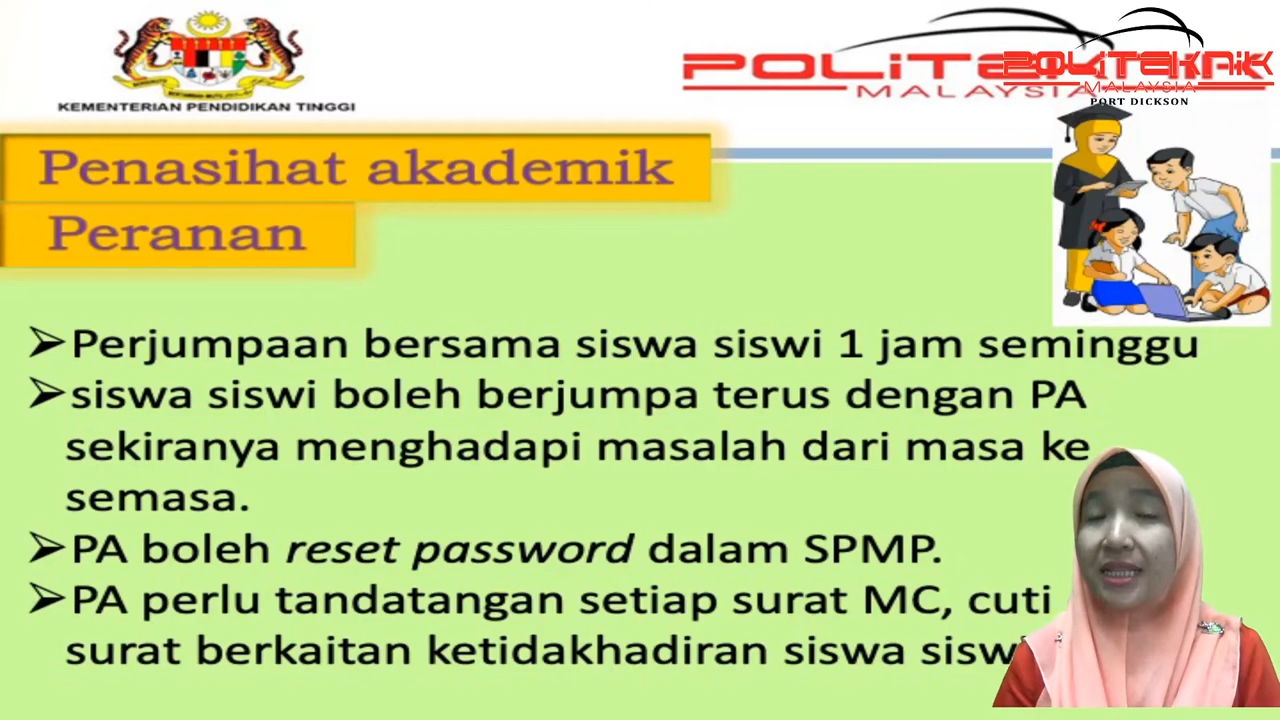 KEMENTERIAN PENDIDIKAN TINGGI
POLiTEKNiK
MALAYSIA
POLiTEKNiK
MALAYSIA
PORT DICKSON
Penasihat akademik
Peranan
Perjumpaan bersama siswa siswi 1 jam seminggu
siswa siswi boleh berjumpa terus dengan PA
sekiranya menghadapi masalah dari masa ke
semasa.
PA boleh reset password dalam SPMP.
PA perlu tandatangan setiap surat MC, cuti
surat berkaitan ketidakhadiran siswa